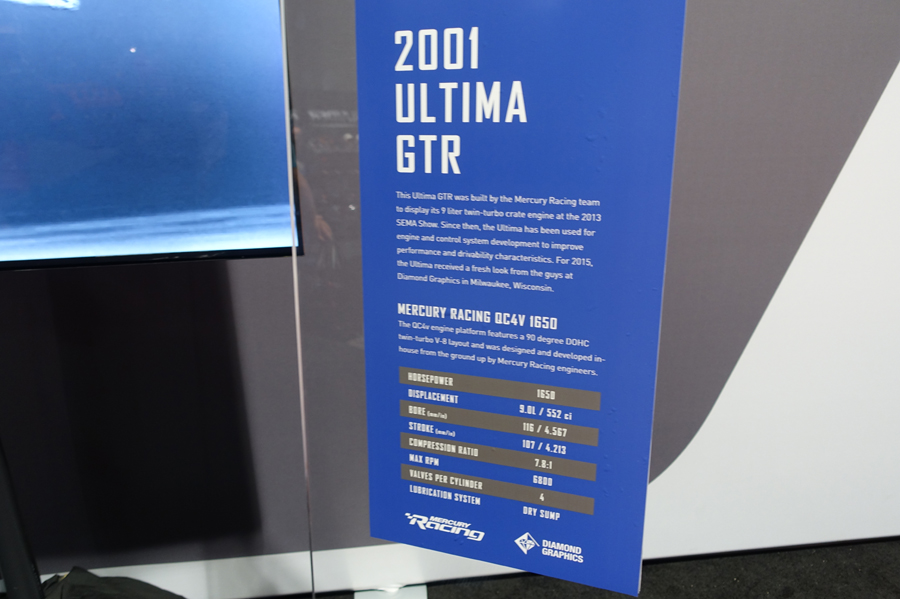 2001
ULTIMA
GTR
This Ultima GTR was built by the Mercury Racing team
to display its 9 liter twin-turbo crate engine at the 2013
SEMA Show. Since then, the Ultima has been used for
engine and control system development to improve
performance and drivability characteristics. For 2015,
the Ultima received a fresh look from the guys at
Diamond Graphics in Milwaukee, Wisconsin.
MERCURY RACING QC4V 1650
The QC4v engine platform features a 90 degree DOHC
twin-turbo V-8 layout and was designed and developed in-
house from the ground up by Mercury Racing engineers.
HORSEPOWER 1650
DISPLACEMENT 9.0L / 552 ci
BORE (mm/in) 116 / 4.567
STROKE (mm/in) 107 / 4.213
COMPRESSION RATIO 7.8:1
MAX RPM 6800
VALVES PER CYLINDER 4
LUBRICATION SYSTEM DRY SUMP
MERCURY
Racing
DIAMOND
GRAPHICS